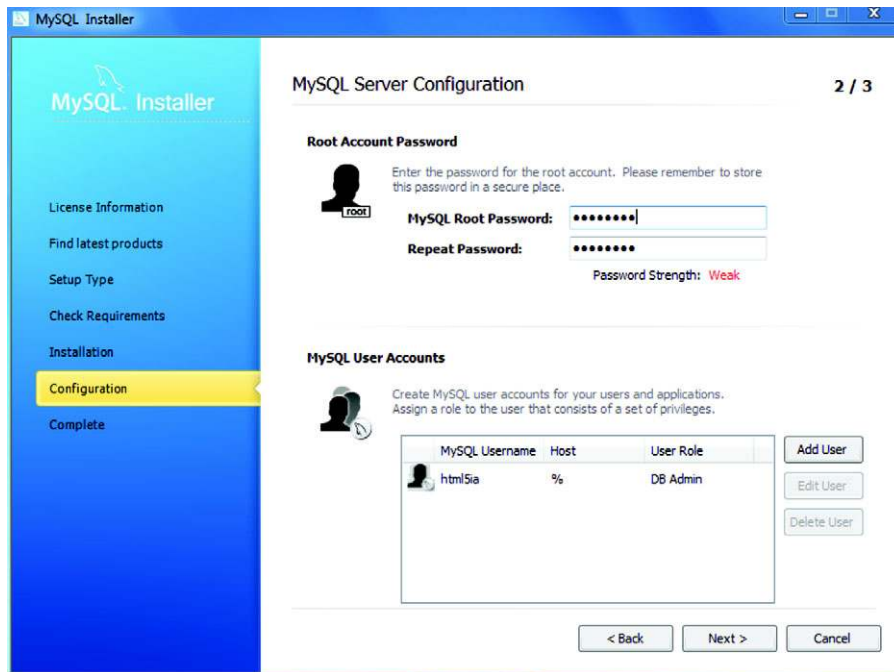 MySQL Installer
MySQL. Installer
License Information
Find latest products
Setup Type
Check Requirements
Installation
Configuration
Complete
MySQL Server Configuration 2 / 3
Root Account Password
Enter the password for the root account. Please remember to store
this password in a secure place.
root
MySQL Root Password: ●●●●●●●●
Repeat Password: ●●●●●●●●
Password Strength: Weak
MySQL User Accounts
Create MySQL user accounts for your users and applications.
Assign a role to the user that consists of a set of privileges.
MySQL Username Host User Role
html5ia % DB Admin
Add User
Edit User
Delete User
< Back Next > Cancel